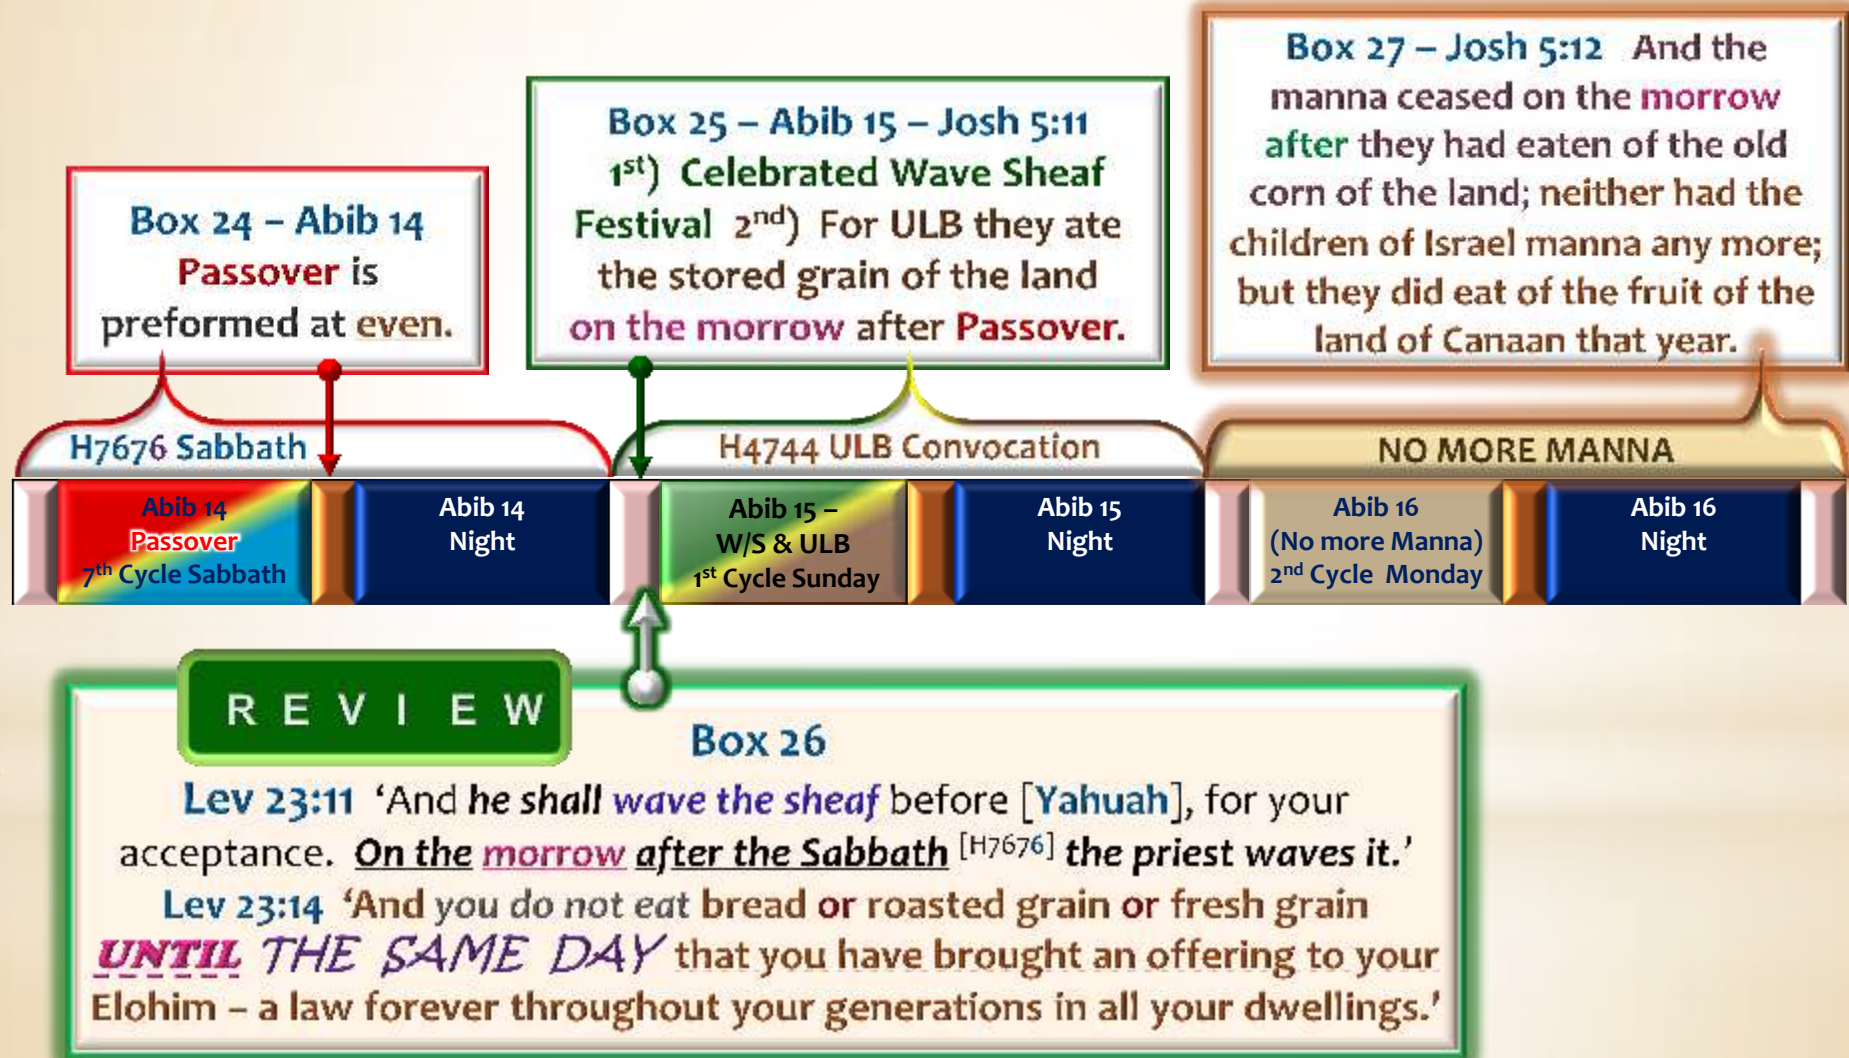 Box 24 – Abib 14
Passover is
preformed at even.
Box 25 – Abib 15 – Josh 5:11
1st) Celebrated Wave Sheaf
Festival 2nd) For ULB they ate
the stored grain of the land
on the morrow after Passover.
Box 27 – Josh 5:12 And the
manna ceased on the morrow
after they had eaten of the old
corn of the land; neither had the
children of Israel manna any more;
but they did eat of the fruit of the
land of Canaan that year.
H7676 Sabbath
H4744 ULB Convocation
NO MORE MANNA
Abib 14
Passover
7th Cycle Sabbath
Abib 14
Night
Abib 15 –
W/S & ULB
1st Cycle Sunday
Abib 15
Night
Abib 16
(No more Manna)
2nd Cycle Monday
Abib 16
Night
REVIEW
Box 26
Lev 23:11 ‘And he shall wave the sheaf before [Yahuah], for your
acceptance. On the morrow after the Sabbath [H7676] the priest waves it.’
Lev 23:14 ‘And you do not eat bread or roasted grain or fresh grain
UNTIL THE SAME DAY that you have brought an offering to your
Elohim – a law forever throughout your generations in all your dwellings.’